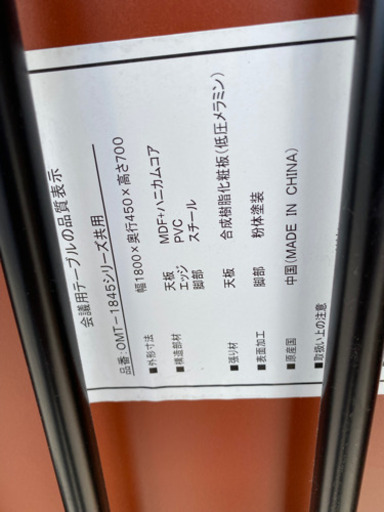 会議用テーブルの品質表示
品番:OMT-1845シリーズ共用
■外形寸法 幅1800×奥行450×高さ700
■構造部材 天板 MDF+ハニカムコア
エッジ PVC
脚部 スチール
■張り材 天板 合成樹脂化粧板(低圧メラミン)
■表面加工 脚部 粉体塗装
■原産国 中国(MADE IN CHINA)
■取扱い上の注意